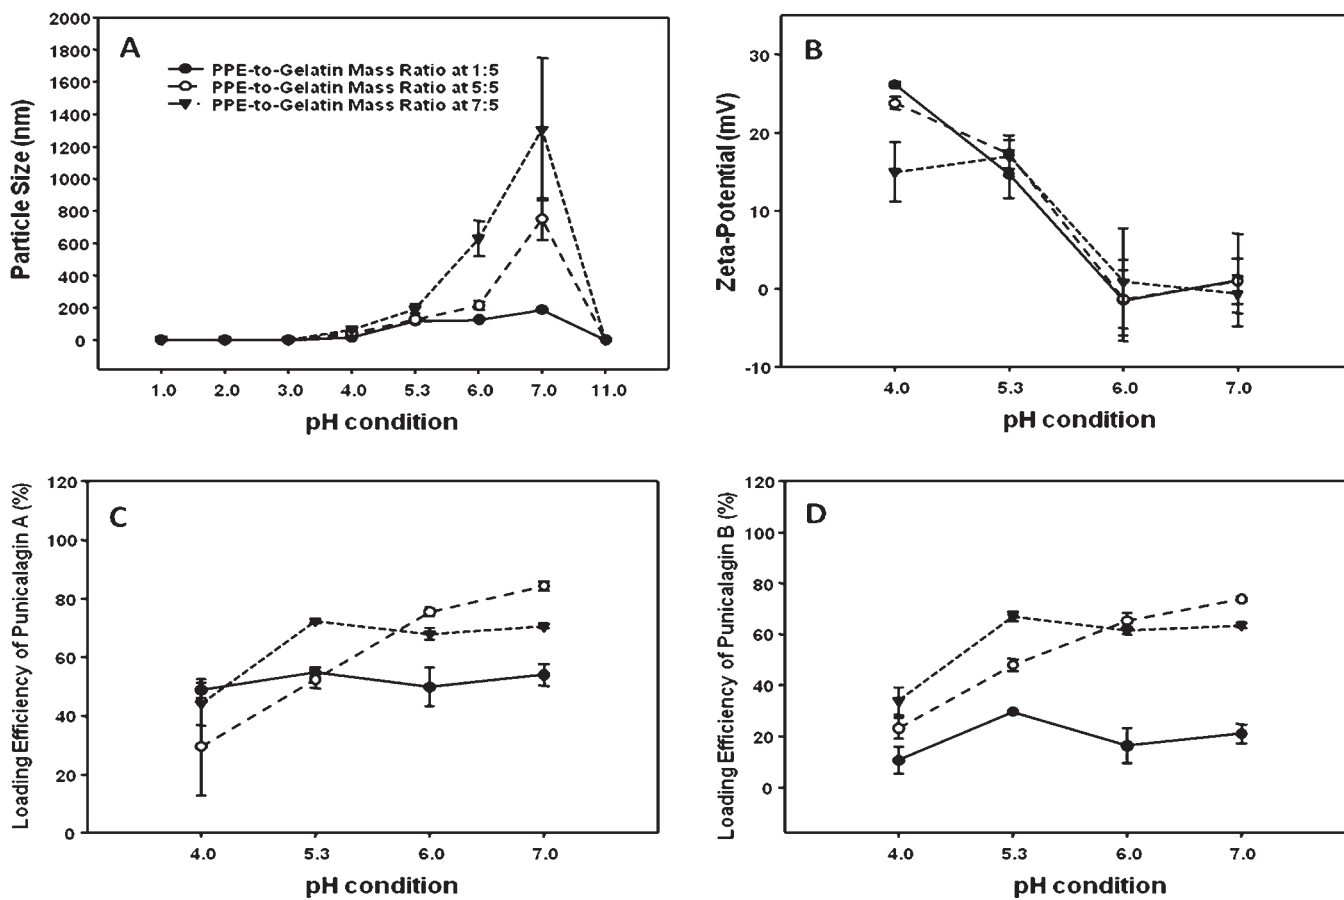 A
PPE-to-Gelatin Mass Ratio at 1:5
PPE-to-Gelatin Mass Ratio at 5:5
PPE-to-Gelatin Mass Ratio at 7:5
Particle Size (nm)
2000
1800
1600
1400
1200
1000
800
600
400
200
0
1.0 2.0 3.0 4.0 5.3 6.0 7.0 11.0
pH condition
B
Zeta-Potential (mV)
30
20
10
0
-10
4.0 5.3 6.0 7.0
pH condition
C
Loading Efficiency of Punicalagin A (%)
120
100
80
60
40
20
0
4.0 5.3 6.0 7.0
pH condition
D
Loading Efficiency of Punicalagin B (%)
120
100
80
60
40
20
0
4.0 5.3 6.0 7.0
pH condition